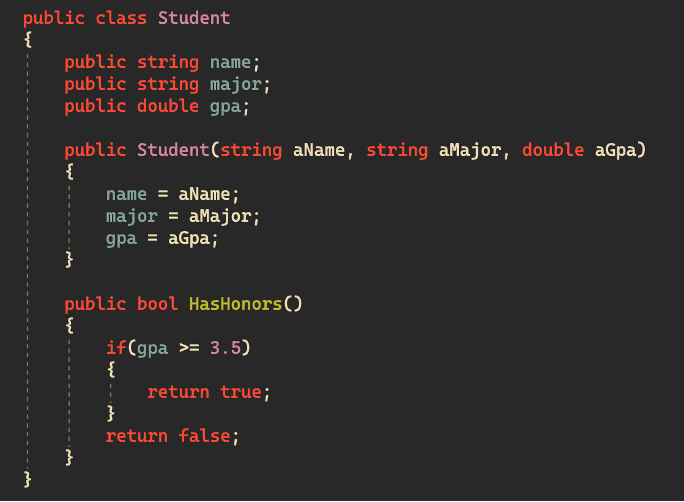 public class Student
{
    public string name;
    public string major;
    public double gpa;

    public Student(string aName, string aMajor, double aGpa)
    {
        name = aName;
        major = aMajor;
        gpa = aGpa;
    }

    public bool HasHonors()
    {
        if(gpa >= 3.5)
        {
            return true;
        }
        return false;
    }
}